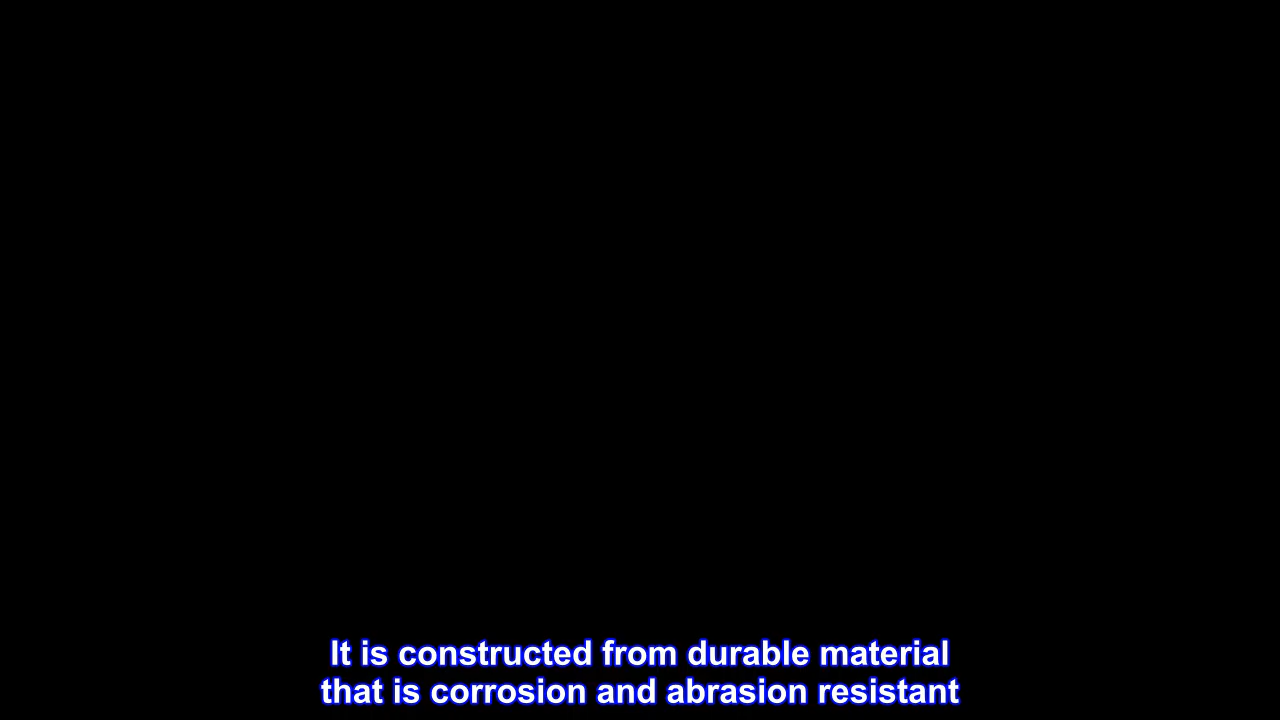 It is constructed from durable material
that is corrosion and abrasion resistant